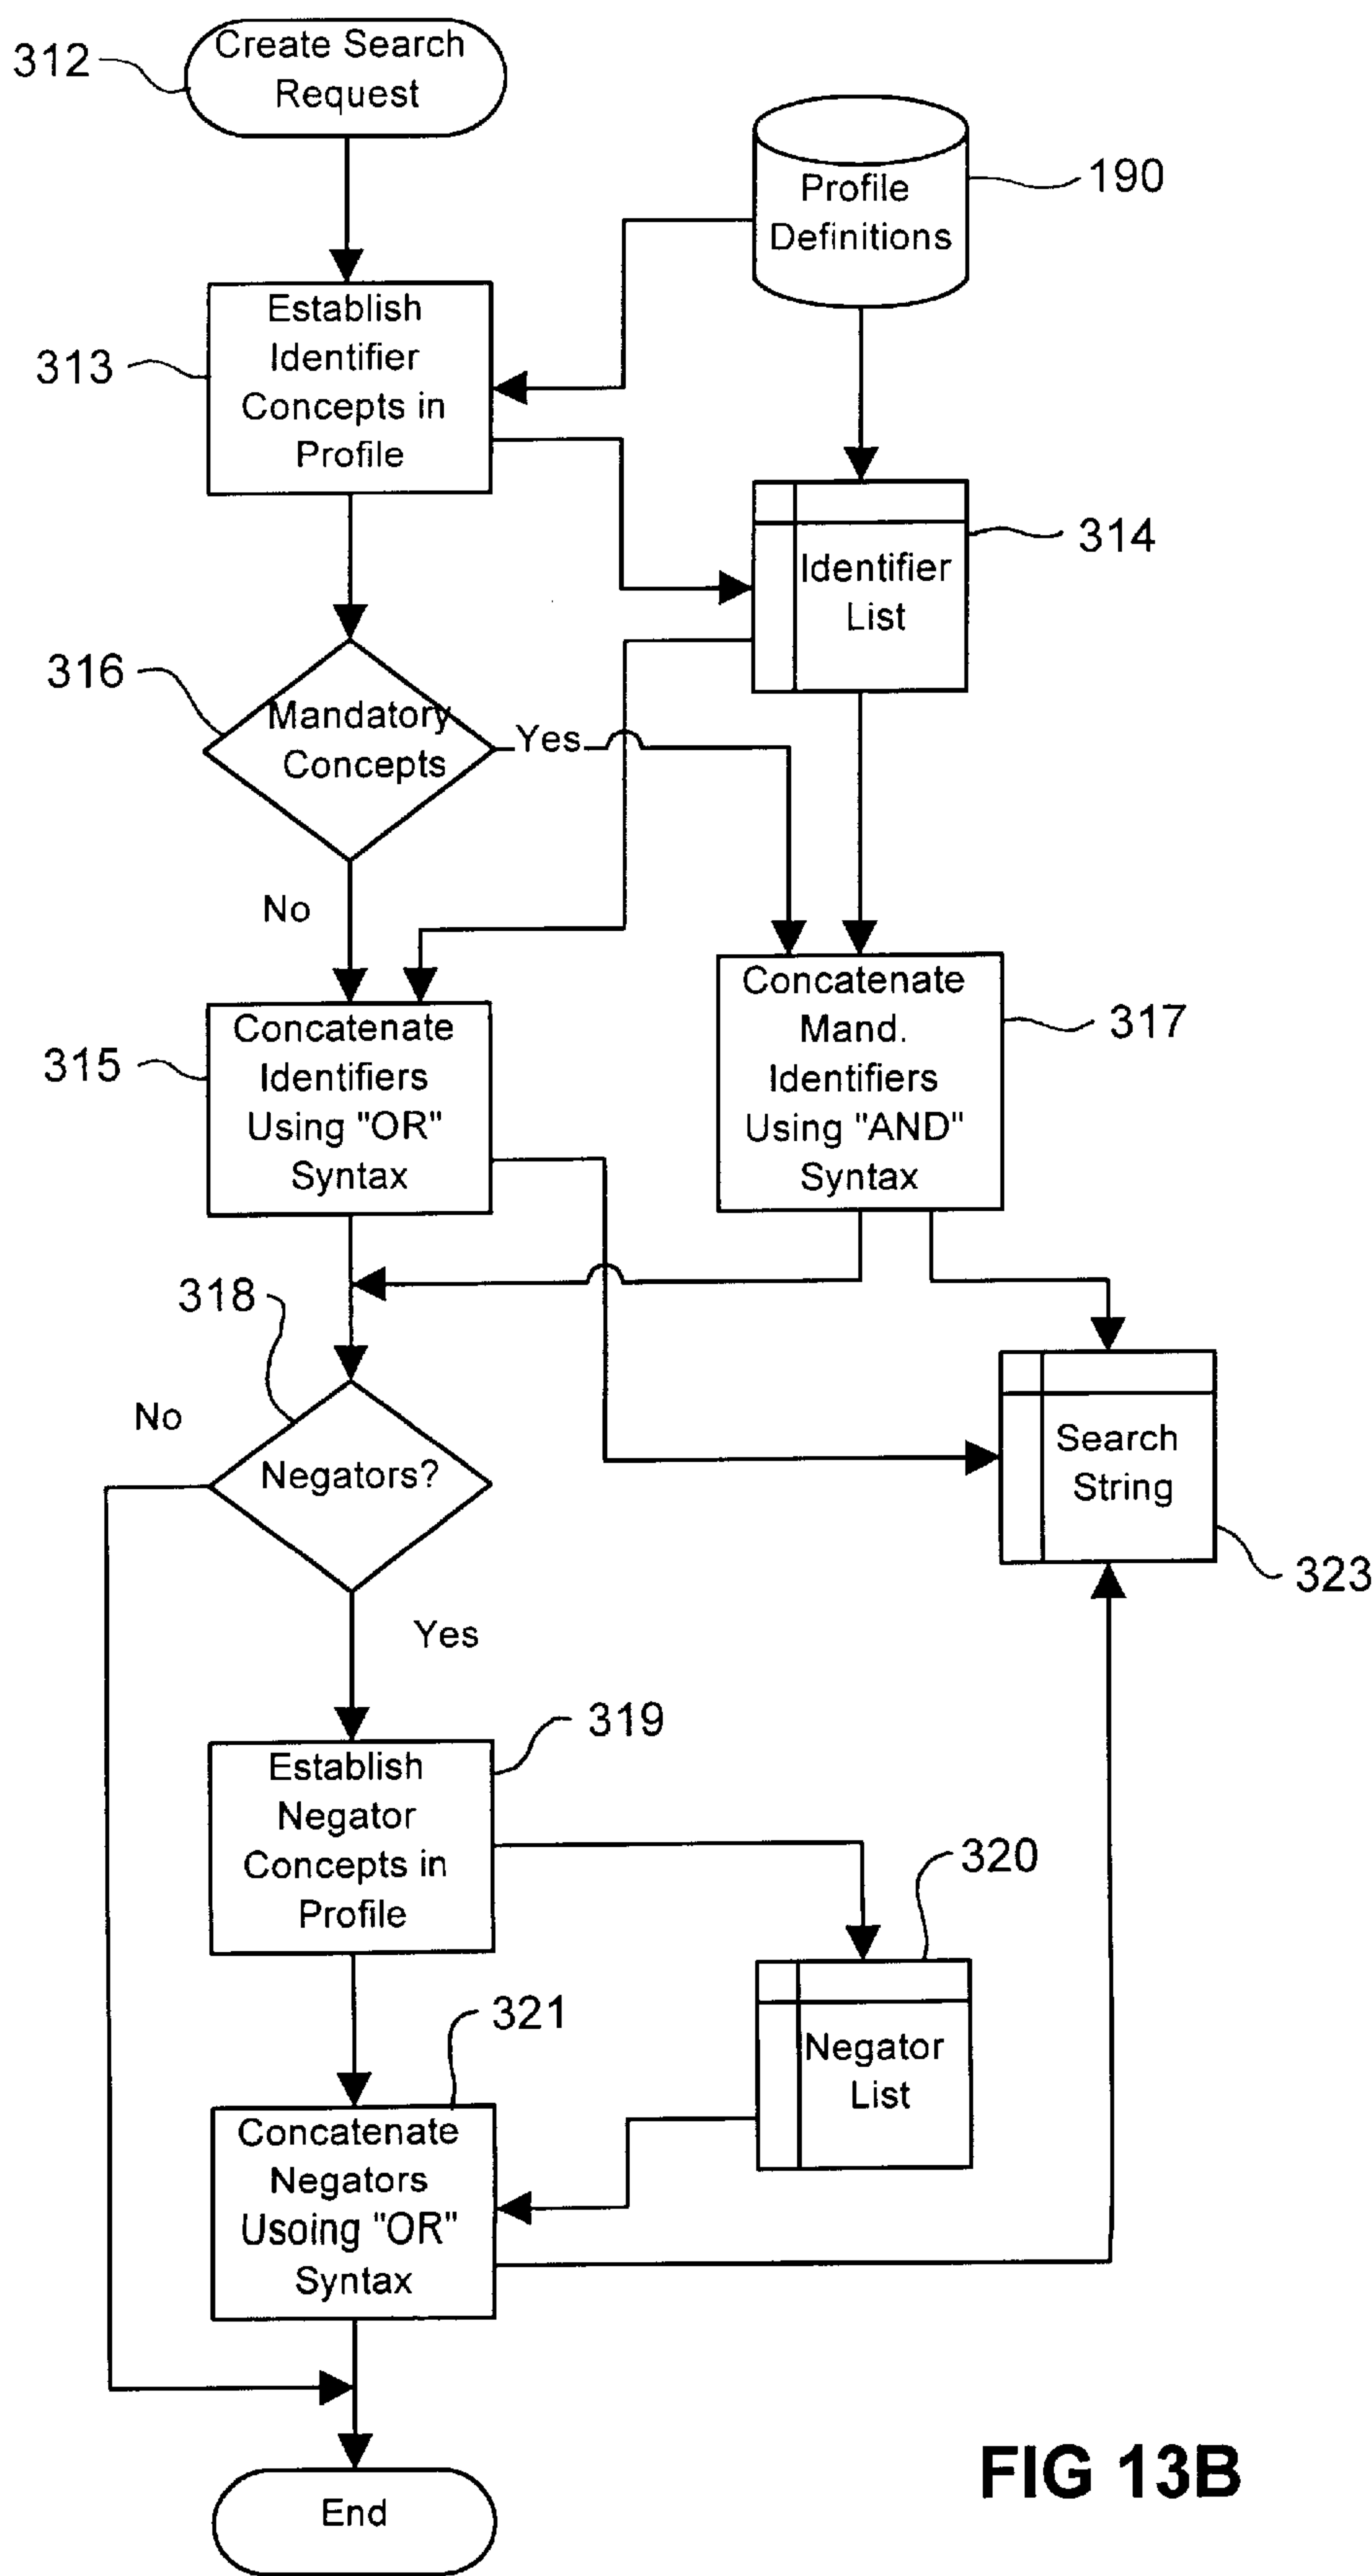 312
Create Search
Request
190
Profile
Definitions
313
Establish
Identifier
Concepts in
Profile
314
Identifier
List
316
Mandatory
Concepts
Yes
No
315
Concatenate
Identifiers
Using "OR"
Syntax
Concatenate
Mand.
Identifiers
Using "AND"
Syntax
317
318
No
Negators?
Yes
Search
String
323
319
Establish
Negator
Concepts in
Profile
320
Negator
List
321
Concatenate
Negators
Usoing "OR"
Syntax
End
FIG 13B